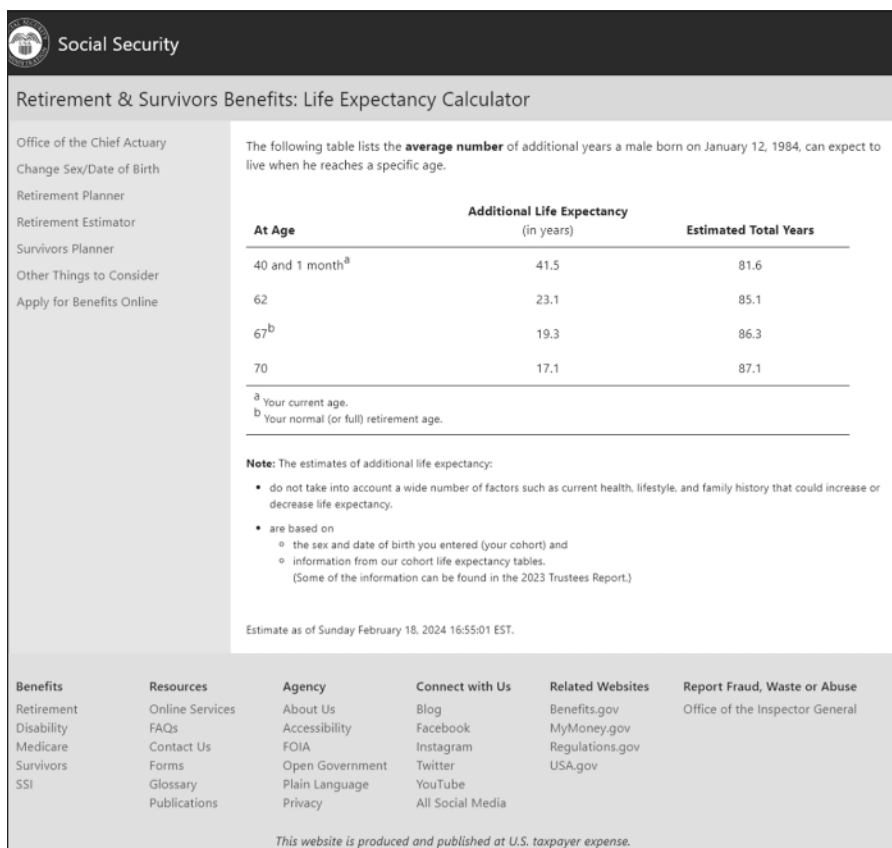 Social Security
Retirement & Survivors Benefits: Life Expectancy Calculator
Office of the Chief Actuary
Change Sex/Date of Birth
Retirement Planner
Retirement Estimator
Survivors Planner
Other Things to Consider
Apply for Benefits Online
The following table lists the average number of additional years a male born on January 12, 1984, can expect to
live when he reaches a specific age.
Additional Life Expectancy
At Age (in years) Estimated Total Years
40 and 1 month a 41.5 81.6
62 23.1 85.1
67 b 19.3 86.3
70 17.1 87.1
a Your current age.
b Your normal (or full) retirement age.
Note: The estimates of additional life expectancy:
• do not take into account a wide number of factors such as current health, lifestyle, and family history that could increase or
decrease life expectancy.
• are based on
◦ the sex and date of birth you entered (your cohort) and
◦ information from our cohort life expectancy tables.
(Some of the information can be found in the 2023 Trustees Report.)
Estimate as of Sunday February 18, 2024 16:55:01 EST.
Benefits Resources Agency Connect with Us Related Websites Report Fraud, Waste or Abuse
Retirement Online Services About Us Blog Benefits.gov Office of the Inspector General
Disability FAQs Accessibility Facebook MyMoney.gov
Medicare Contact Us FOIA Instagram Regulations.gov
Survivors Forms Open Government Twitter USA.gov
SSI Glossary Plain Language YouTube
Publications Privacy All Social Media
This website is produced and published at U.S. taxpayer expense.